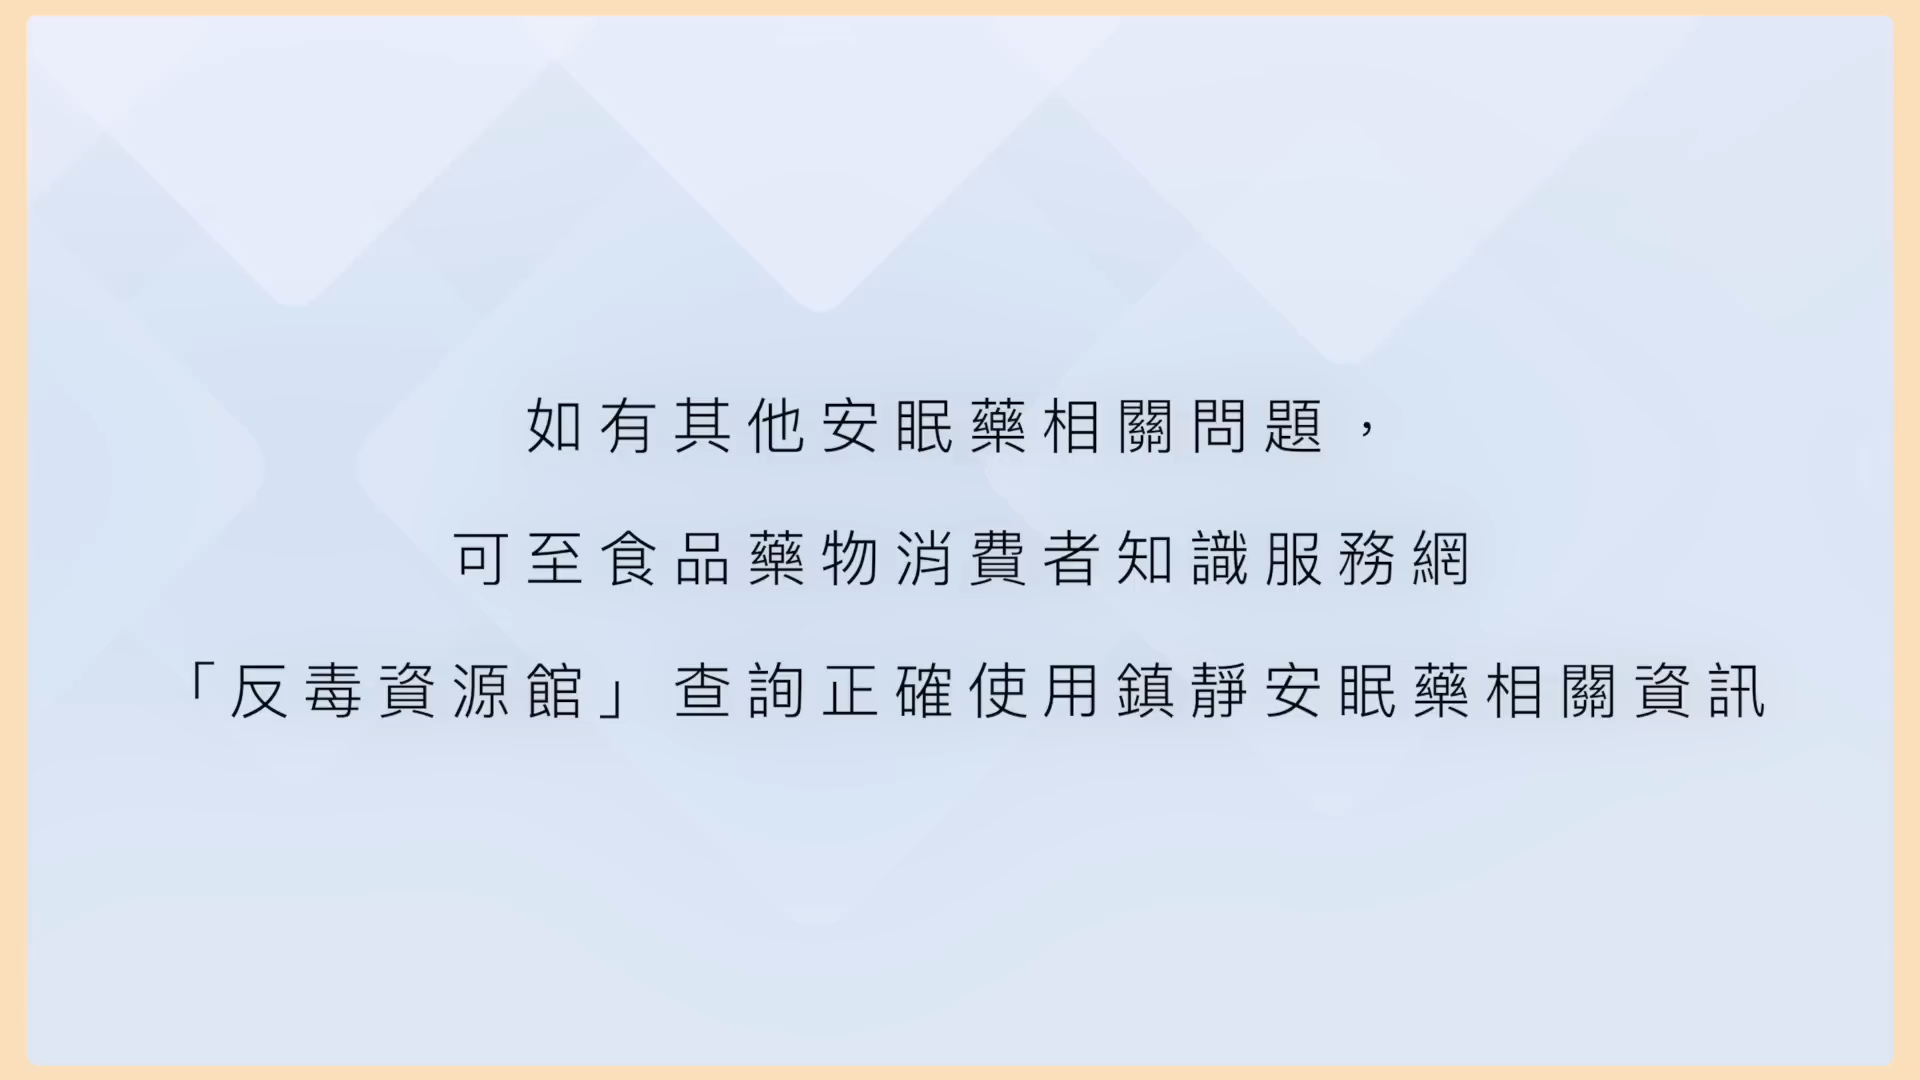 如有其他安眠藥相關問題，
可至食品藥物消費者知識服務網
「反毒資源館」查詢正確使用鎮靜安眠藥相關資訊